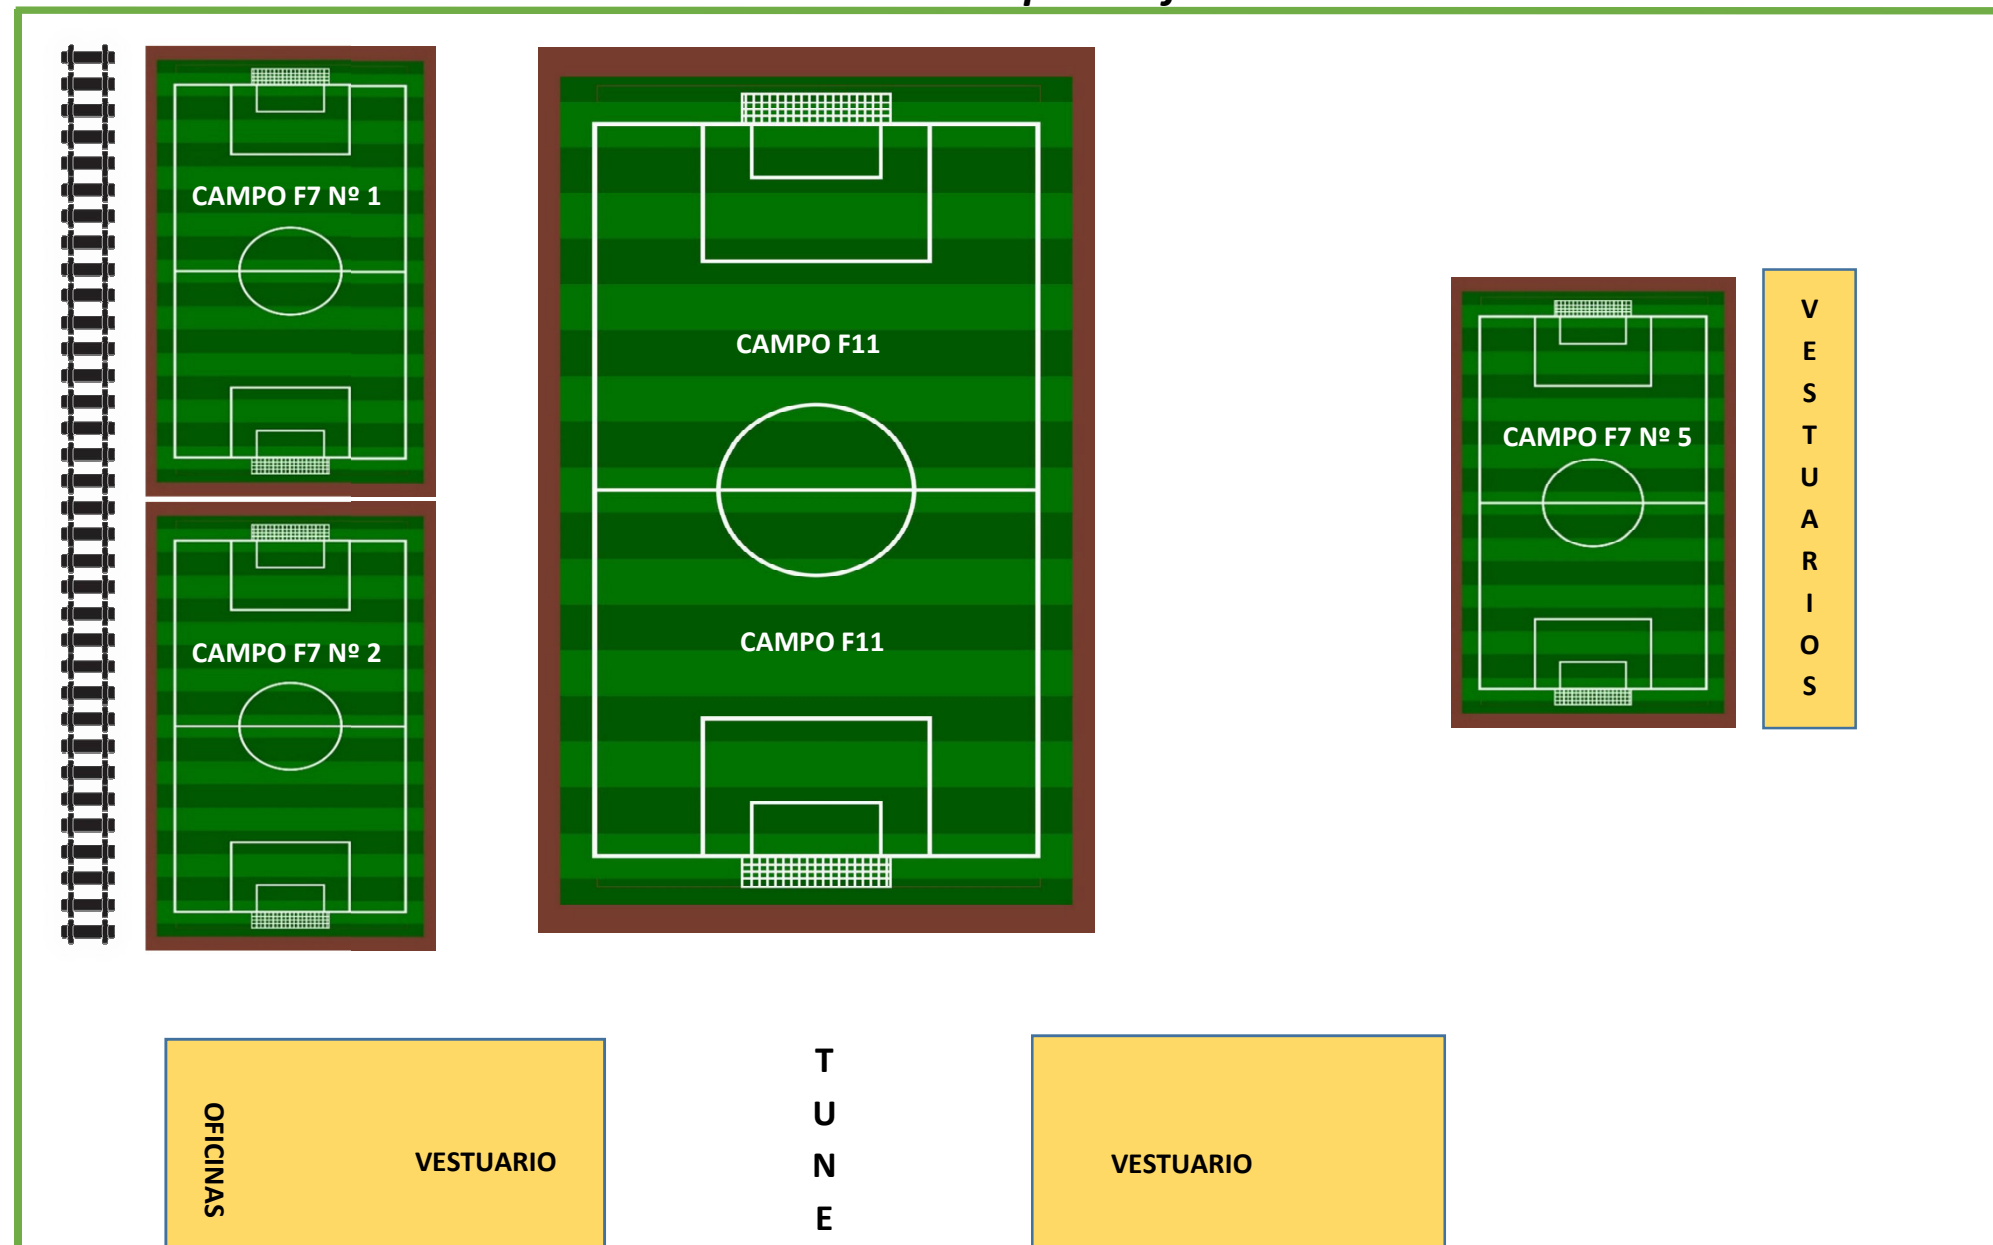 CAMPO F7 Nº 1
CAMPO F7 Nº 2
CAMPO F11
CAMPO F11
CAMPO F7 Nº 5
V
E
S
T
U
A
R
I
O
S
OFICINAS
VESTUARIO
T
U
N
E
VESTUARIO